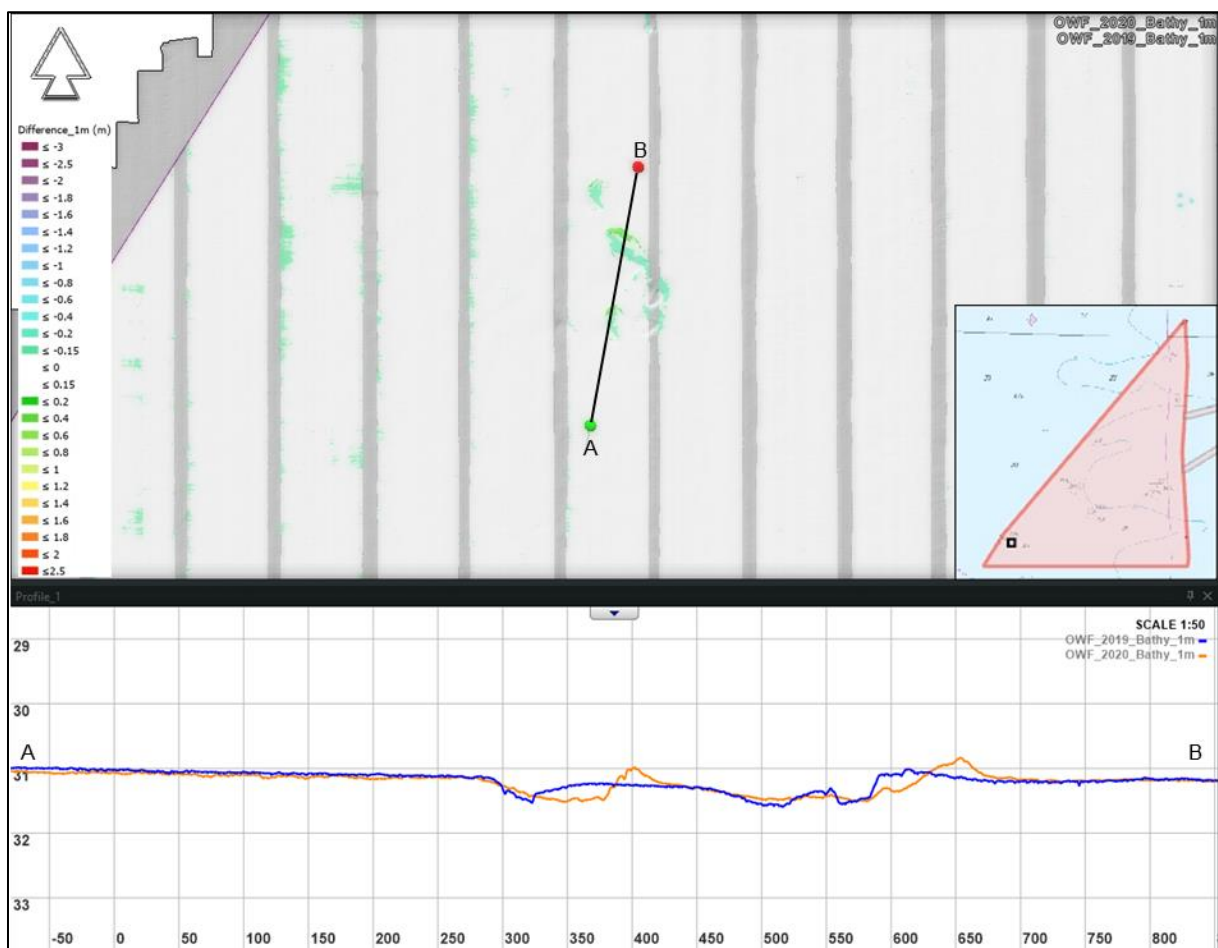 OWF_2020_Bathy_1m
OWF_2019_Bathy_1m
Difference_1m (m)
≤ -3
≤ -2.5
≤ -2
≤ -1.8
≤ -1.6
≤ -1.4
≤ -1.2
≤ -1
≤ -0.8
≤ -0.6
≤ -0.4
≤ -0.2
≤ -0.15
≤ 0
≤ 0.15
≤ 0.2
≤ 0.4
≤ 0.6
≤ 0.8
≤ 1
≤ 1.2
≤ 1.4
≤ 1.6
≤ 1.8
≤ 2
≤2.5
B
A
Profile_1
SCALE 1:50
OWF_2019_Bathy_1m
OWF_2020_Bathy_1m
29
30
A
B
31
32
33
-50 0 50 100 150 200 250 300 350 400 450 500 550 600 650 700 750 800